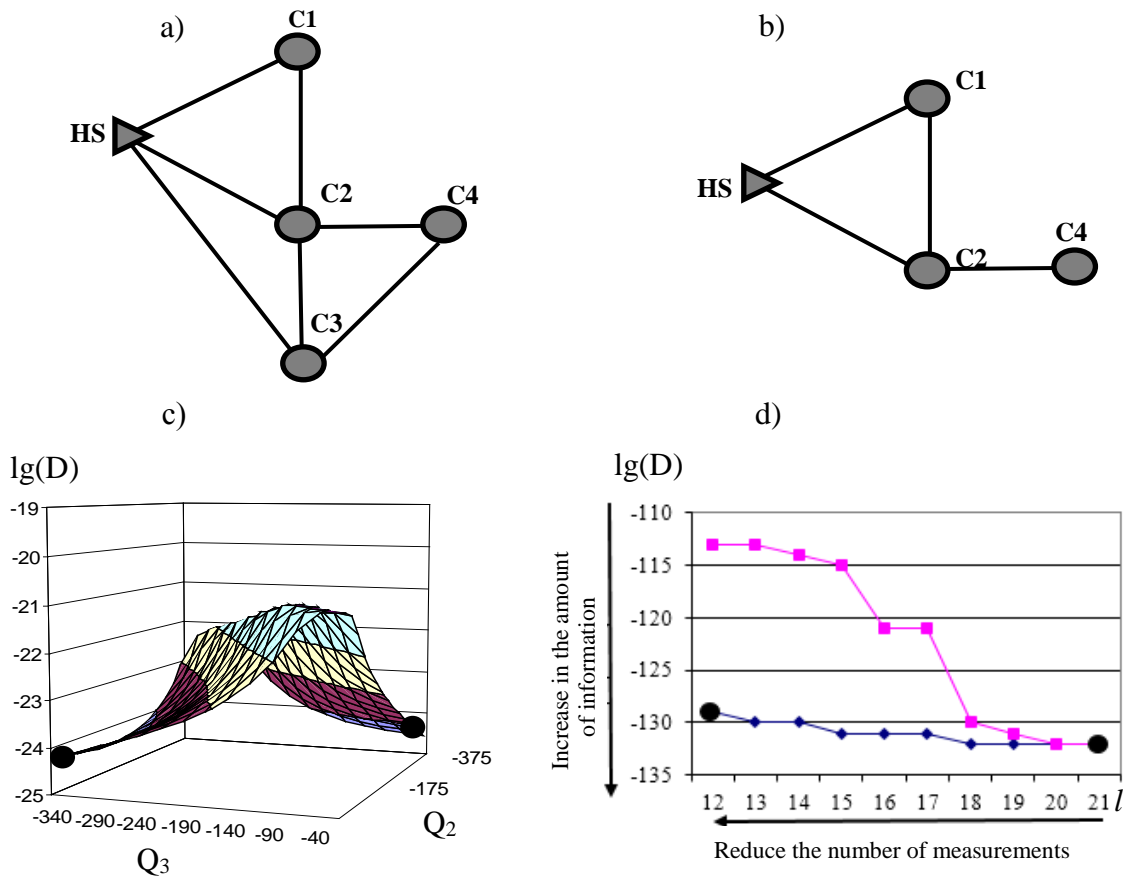 a)
C1
HS
C2
C4
C3
b)
C1
HS
C2
C4
c)
lg(D)
-19
-20
-21
-22
-23
-24
-25
-340 -290 -240 -190 -140 -90 -40
Q3
-375
-175
Q2
d)
lg(D)
Increase in the amount
of information
-110
-115
-120
-125
-130
-135
12 13 14 15 16 17 18 19 20 21 l
Reduce the number of measurements